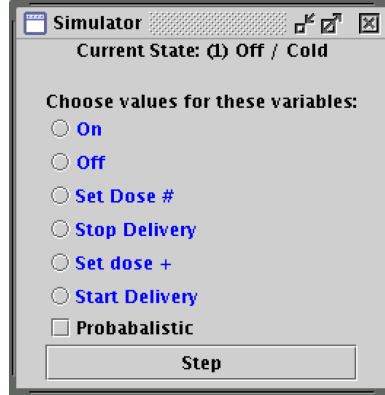 Simulator
Current State: (1) Off / Cold
Choose values for these variables:
On
Off
Set Dose #
Stop Delivery
Set dose +
Start Delivery
Probabalistic
Step